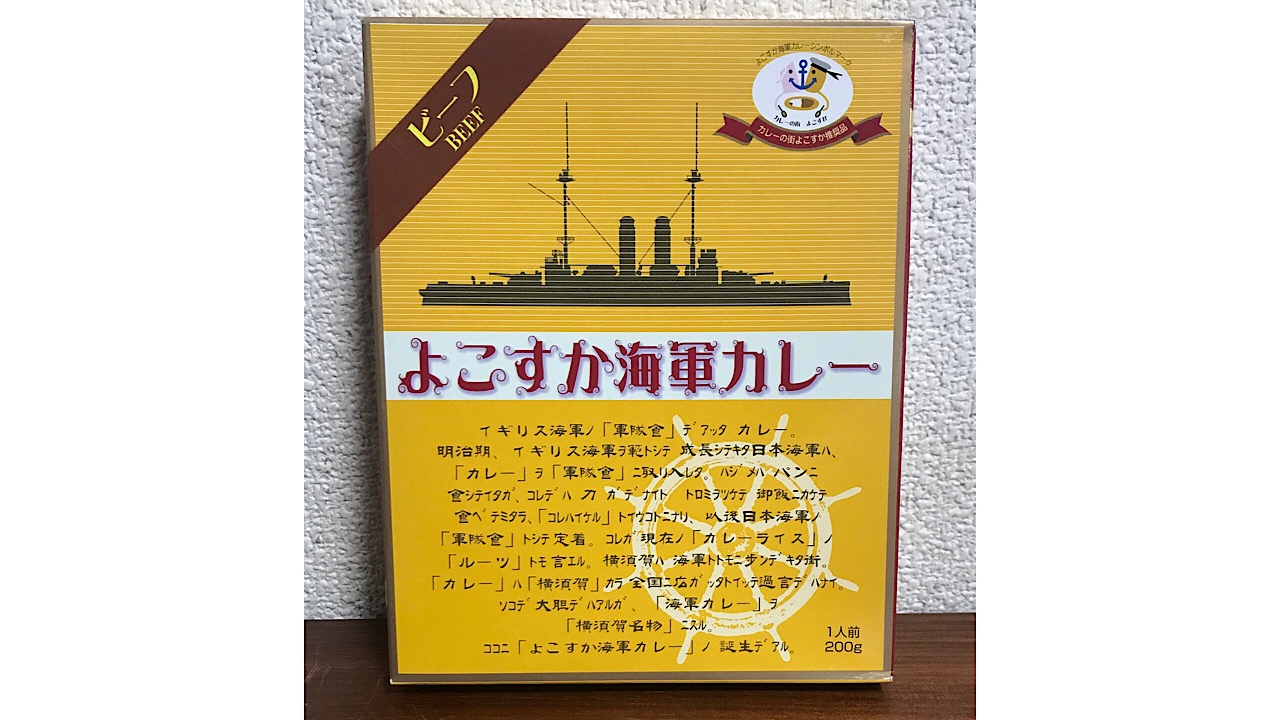 ビーフ
BEEF
よこすか海軍カレーシンボルマーク
カレーの街 よこすか
カレーの街よこすか推奨品
よこすか海軍カレー
イギリス海軍ノ「軍隊食」デアッタ カレー。
明治期、イギリス海軍ヲ範トシテ 成長シテキタ日本海軍ハ、
「カレー」ヲ「軍隊食」ニ取リ入レタ。ハジメハ パンニ
食シテイタガ、コレデハ 力 ガデナイト トロミヲツケテ 御飯ニカケテ
食ベテミタラ、「コレハイケル」トイウコトニナリ、以後日本海軍ノ
「軍隊食」トシテ定着。コレガ現在ノ「カレーライス」ノ
「ルーツ」トモ言エル。横須賀ハ 海軍トトモニ歩ンデキタ街。
「カレー」ハ「横須賀」カラ 全国ニ広ガッタトイッテ過言デハナイ。
ソコデ 大胆デハアルガ、「海軍カレー」ヲ
「横須賀名物」ニスル。
ココニ「よこすか海軍カレー」ノ 誕生デアル。
1人前
200g